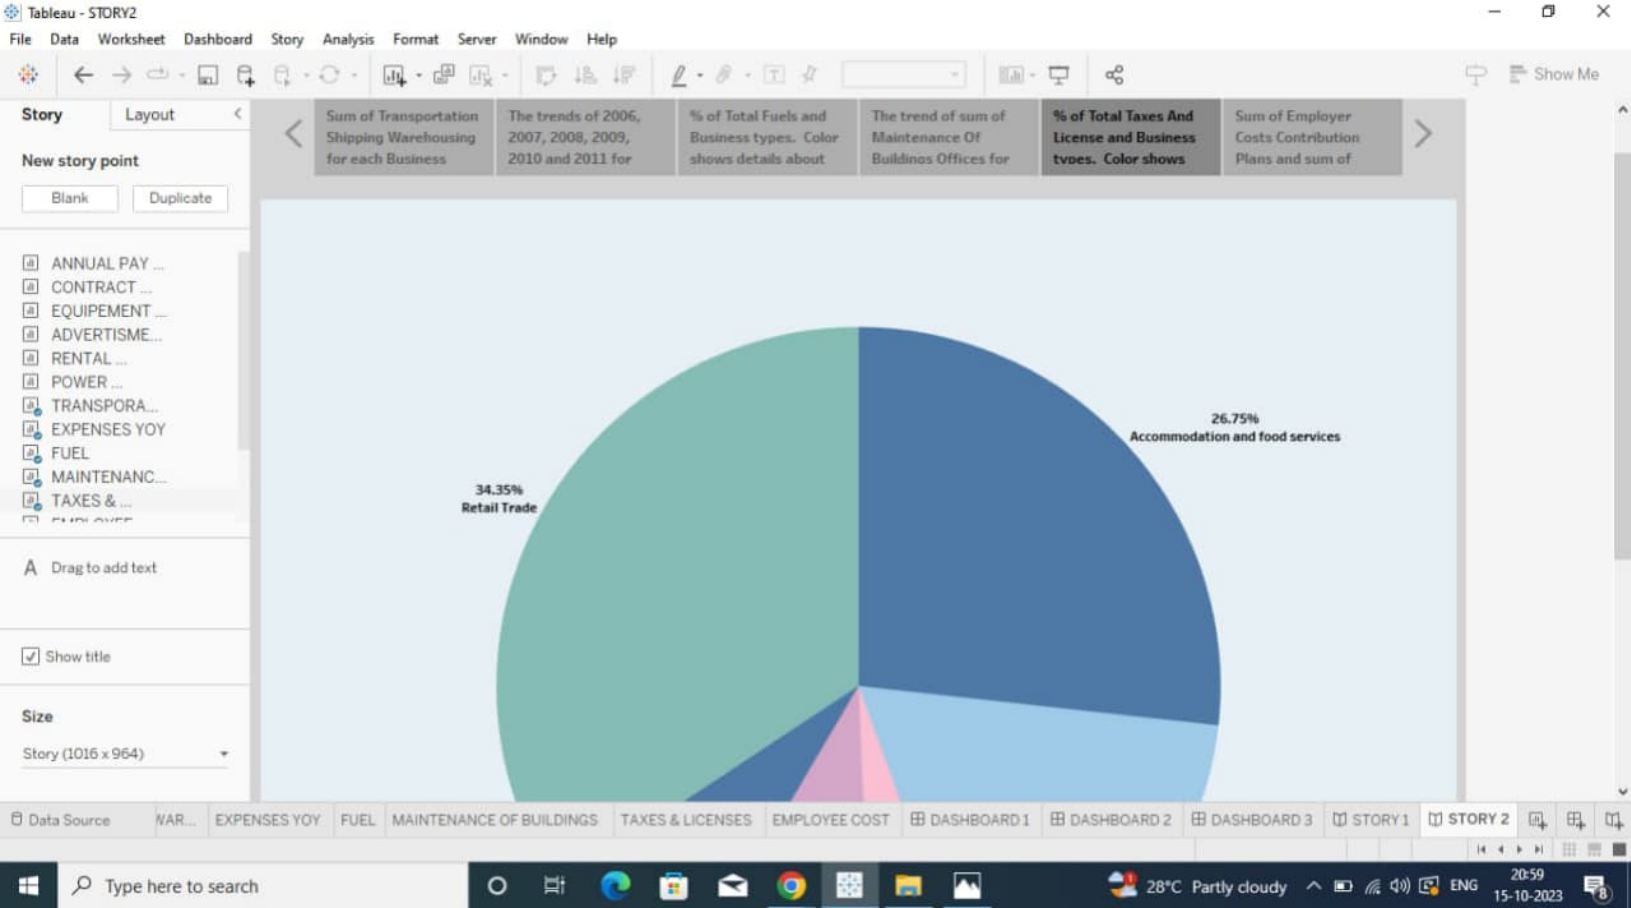 Tableau - STORY2
File Data Worksheet Dashboard Story Analysis Format Server Window Help
Show Me
Story Layout
New story point
Blank Duplicate
ANNUAL PAY ...
CONTRACT ...
EQUIPEMENT ...
ADVERTISME...
RENTAL ...
POWER ...
TRANSPORA...
EXPENSES YOY
FUEL
MAINTENANC...
TAXES & ...
A Drag to add text
Show title
Size
Story (1016 x 964)
Sum of Transportation
Shipping Warehousing
for each Business
The trends of 2006,
2007, 2008, 2009,
2010 and 2011 for
% of Total Fuels and
Business types. Color
shows details about
The trend of sum of
Maintenance Of
Buildings Offices for
% of Total Taxes And
License and Business
types. Color shows
Sum of Employer
Costs Contribution
Plans and sum of
26.75%
Accommodation and food services
34.35%
Retail Trade
Data Source WAR... EXPENSES YOY FUEL MAINTENANCE OF BUILDINGS TAXES & LICENSES EMPLOYEE COST DASHBOARD 1 DASHBOARD 2 DASHBOARD 3 STORY 1 STORY 2
Type here to search
28°C Partly cloudy
ENG
20:59
15-10-2023
8